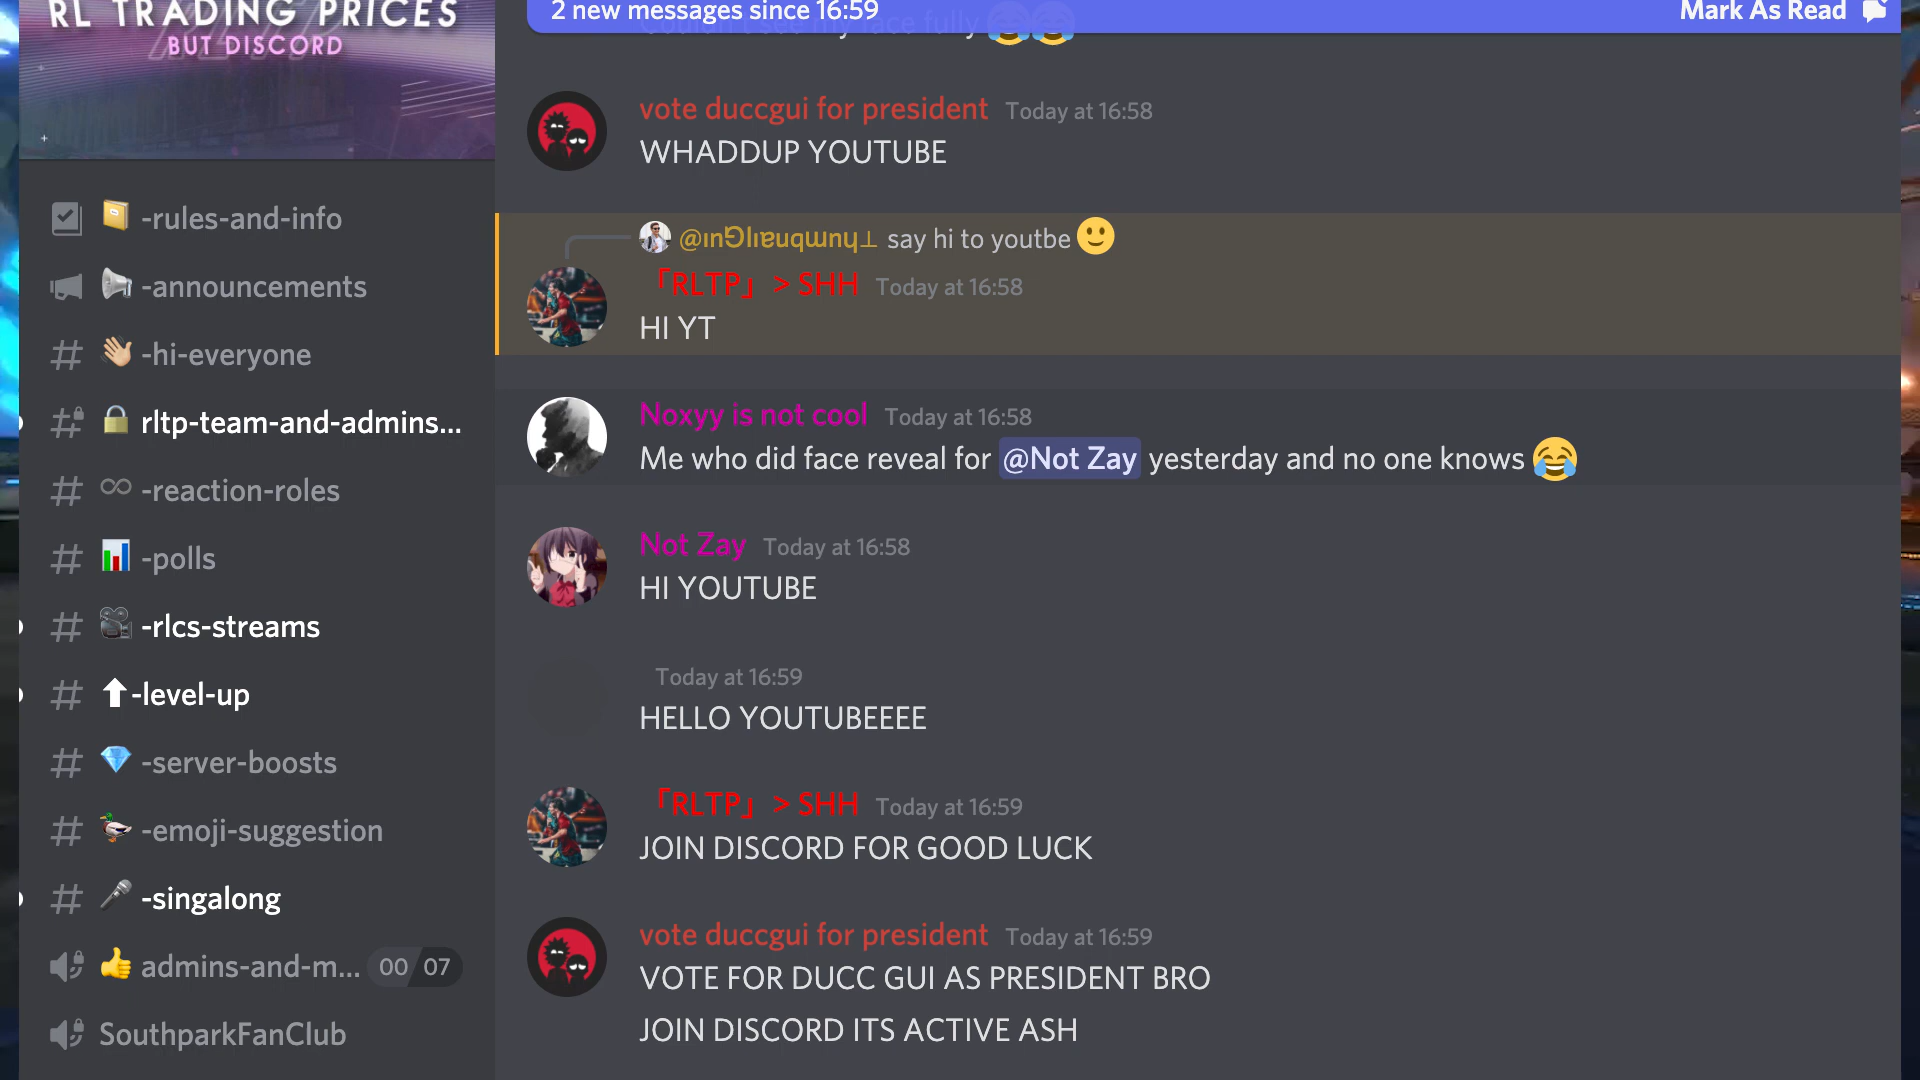 RL TRADING PRICES
BUT DISCORD
-rules-and-info
-announcements
-hi-everyone
rltp-team-and-admins...
-reaction-roles
-polls
-rlcs-streams
-level-up
-server-boosts
-emoji-suggestion
-singalong
admins-and-m... 00 07
SouthparkFanClub
2 new messages since 16:59 Mark As Read
couldn't see my face fully 😂😂
vote duccgui for president Today at 16:58
WHADDUP YOUTUBE
@ınפlıɐuqɯnɥ⊥ say hi to youtbe 🙂
「RLTP」 > SHH Today at 16:58
HI YT
Noxyy is not cool Today at 16:58
Me who did face reveal for @Not Zay yesterday and no one knows 😂
Not Zay Today at 16:58
HI YOUTUBE
Today at 16:59
HELLO YOUTUBEEEE
「RLTP」 > SHH Today at 16:59
JOIN DISCORD FOR GOOD LUCK
vote duccgui for president Today at 16:59
VOTE FOR DUCC GUI AS PRESIDENT BRO
JOIN DISCORD ITS ACTIVE ASH